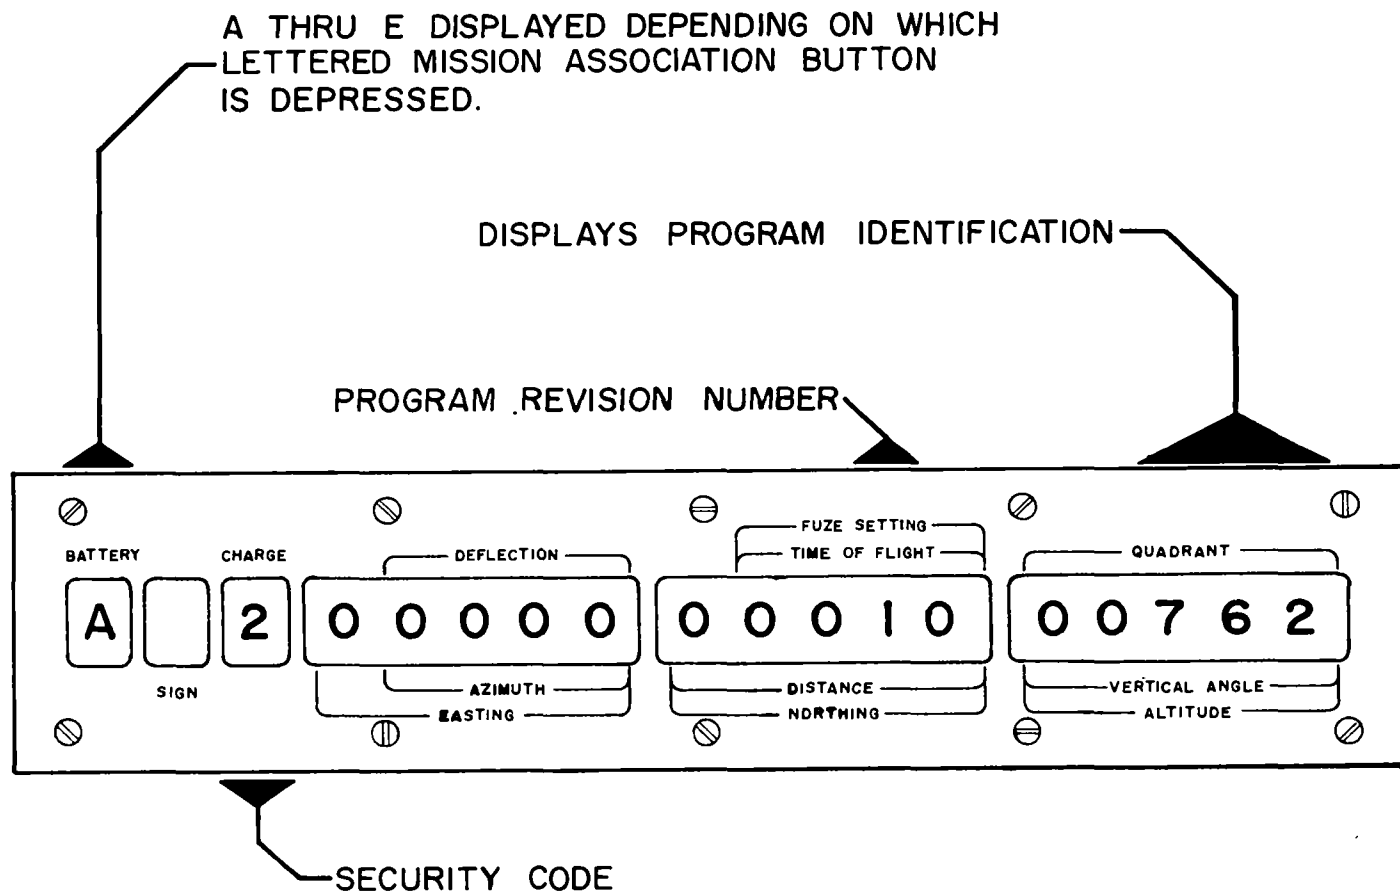 A THRU E DISPLAYED DEPENDING ON WHICH
LETTERED MISSION ASSOCIATION BUTTON
IS DEPRESSED.
DISPLAYS PROGRAM IDENTIFICATION
PROGRAM REVISION NUMBER
FUZE SETTING
BATTERY CHARGE DEFLECTION TIME OF FLIGHT QUADRANT
A 2 0 0 0 0 0 0 0 0 1 0 0 0 7 6 2
SIGN AZIMUTH DISTANCE VERTICAL ANGLE
EASTING NORTHING ALTITUDE
SECURITY CODE